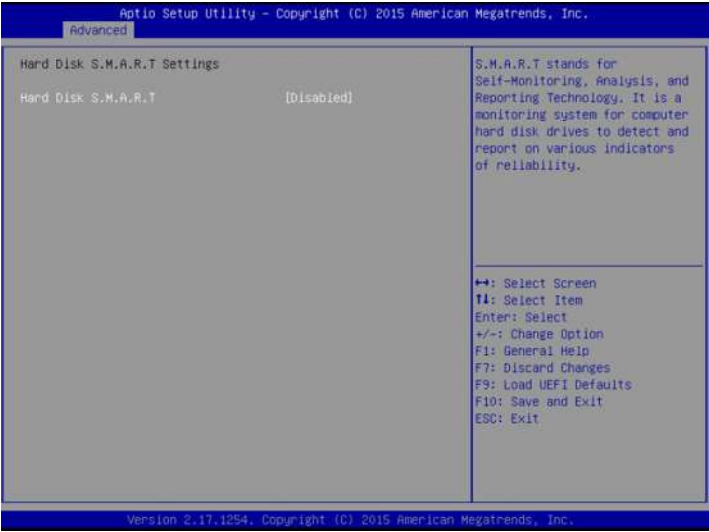 Aptio Setup Utility – Copyright (C) 2015 American Megatrends, Inc.
Advanced
Hard Disk S.M.A.R.T Settings
Hard Disk S.M.A.R.T [Disabled]
S.M.A.R.T stands for
Self-Monitoring, Analysis, and
Reporting Technology. It is a
monitoring system for computer
hard disk drives to detect and
report on various indicators
of reliability.
↔: Select Screen
↑↓: Select Item
Enter: Select
+/-: Change Option
F1: General Help
F7: Discard Changes
F9: Load UEFI Defaults
F10: Save and Exit
ESC: Exit
Version 2.17.1254. Copyright (C) 2015 American Megatrends, Inc.